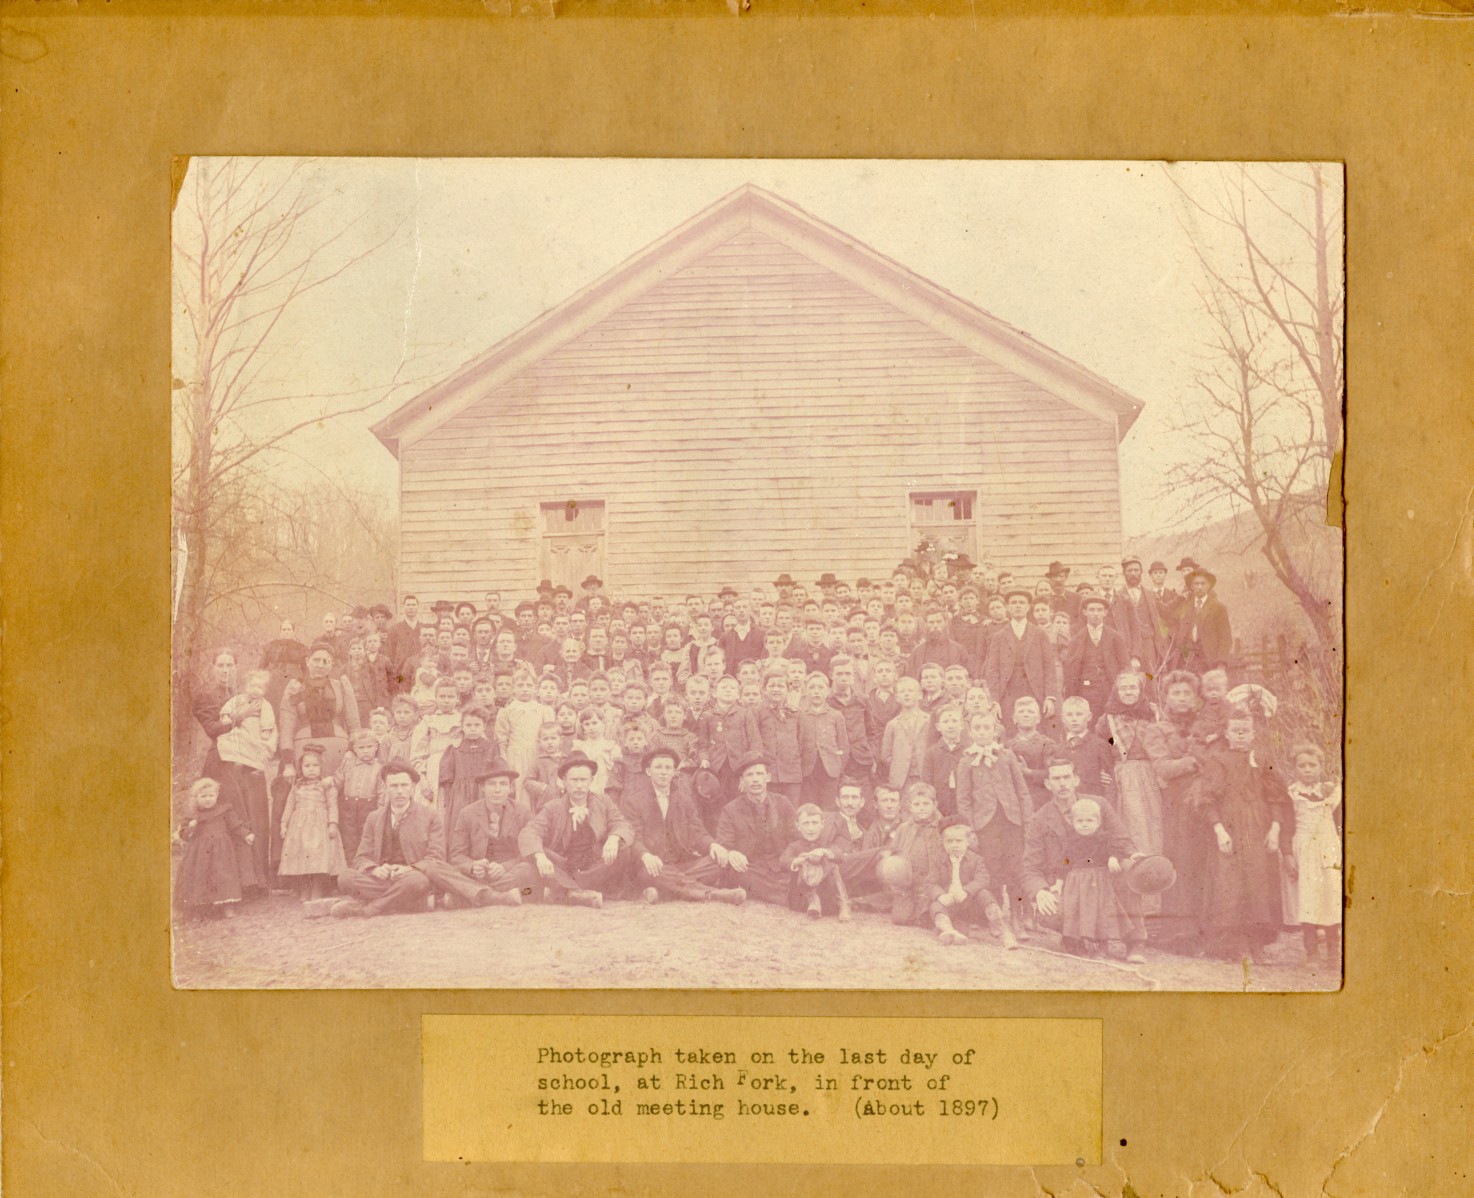 Photograph taken on the last day of
school, at Rich Fork, in front of
the old meeting house. (About 1897)